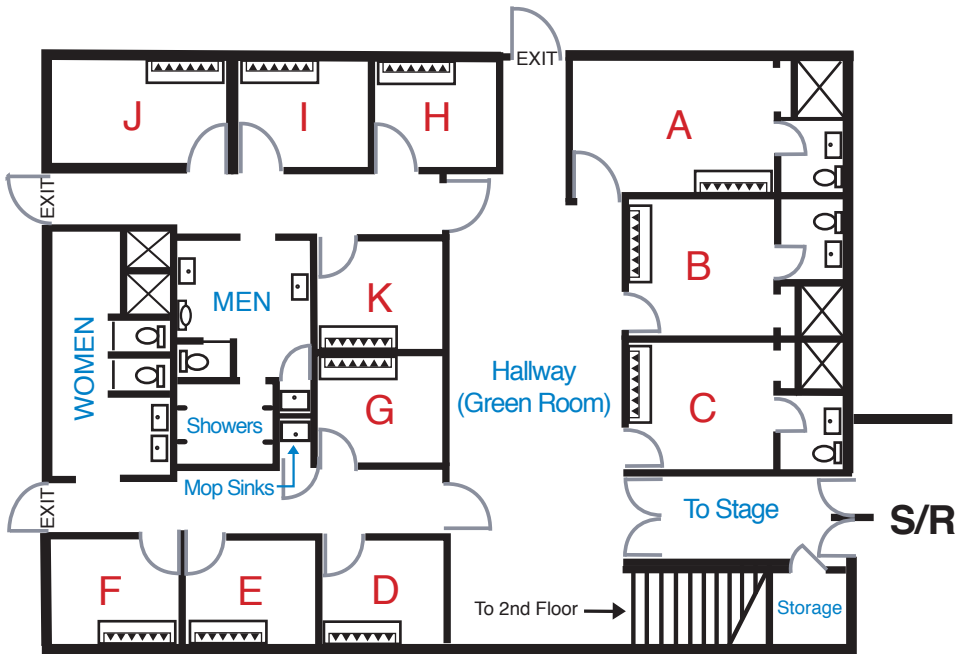 EXIT
J
I
H
A
EXIT
B
K
MEN
WOMEN
Hallway
(Green Room)
G
C
Showers
Mop Sinks
EXIT
To Stage
S/R
F
E
D
To 2nd Floor
Storage